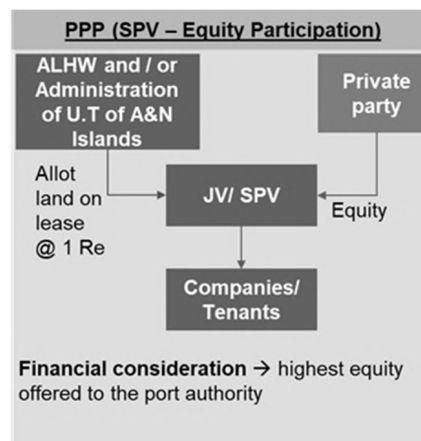 PPP (SPV – Equity Participation)
ALHW and / or
Administration
of U.T of A&N
Islands
Private
party
Allot
land on
lease
@ 1 Re
JV/ SPV
Equity
Companies/
Tenants
Financial consideration → highest equity
offered to the port authority